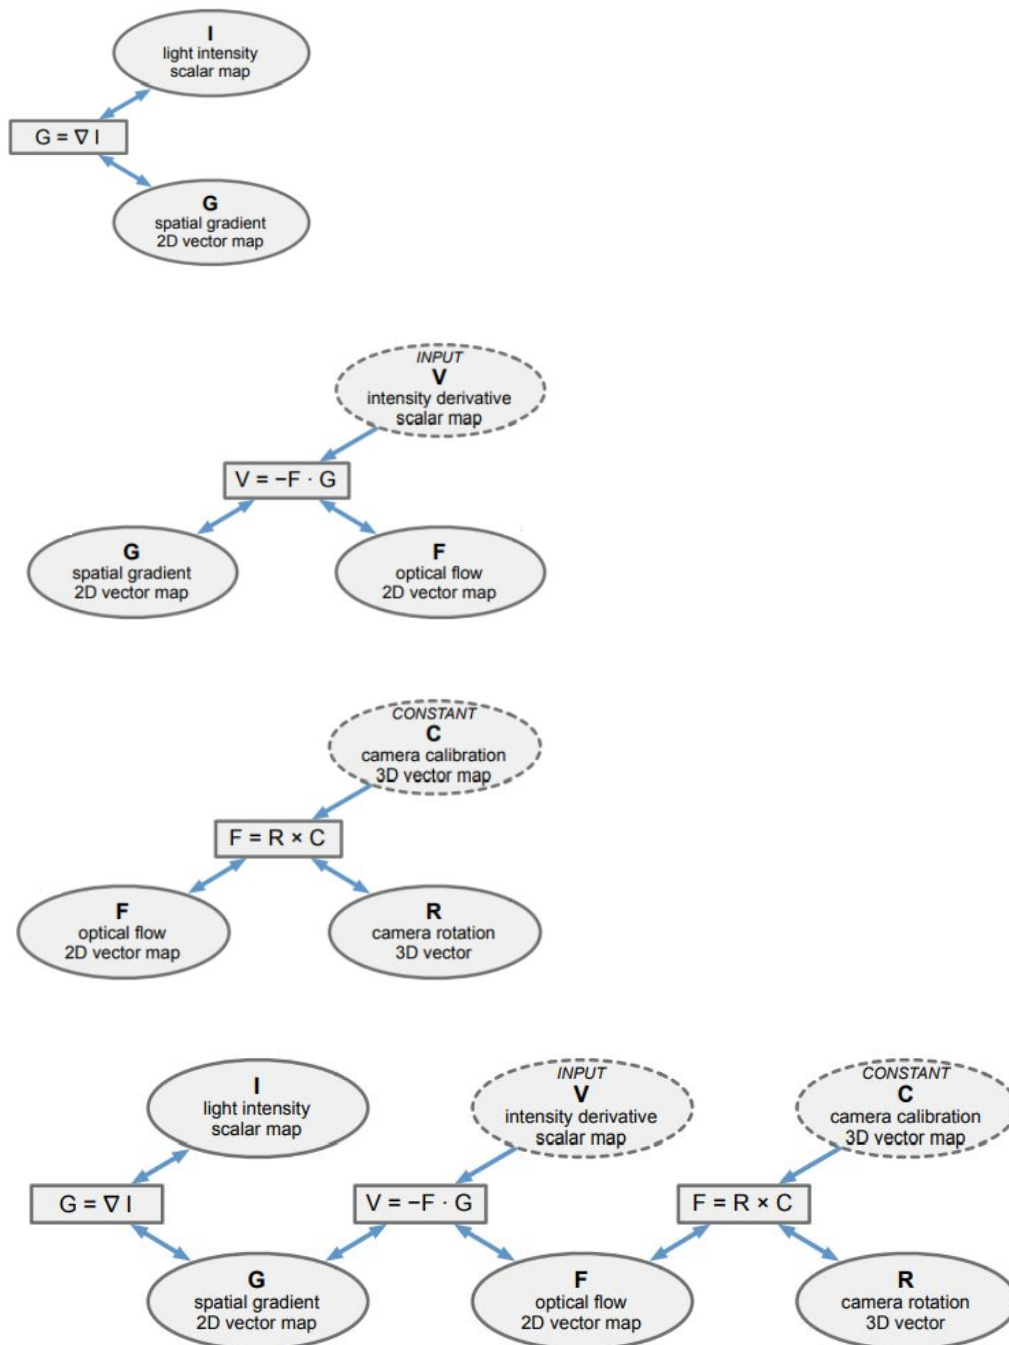 I
light intensity
scalar map
G = ∇ I
G
spatial gradient
2D vector map
INPUT
V
intensity derivative
scalar map
V = −F · G
G
spatial gradient
2D vector map
F
optical flow
2D vector map
CONSTANT
C
camera calibration
3D vector map
F = R × C
F
optical flow
2D vector map
R
camera rotation
3D vector
I
light intensity
scalar map
INPUT
V
intensity derivative
scalar map
CONSTANT
C
camera calibration
3D vector map
G = ∇ I
V = −F · G
F = R × C
G
spatial gradient
2D vector map
F
optical flow
2D vector map
R
camera rotation
3D vector